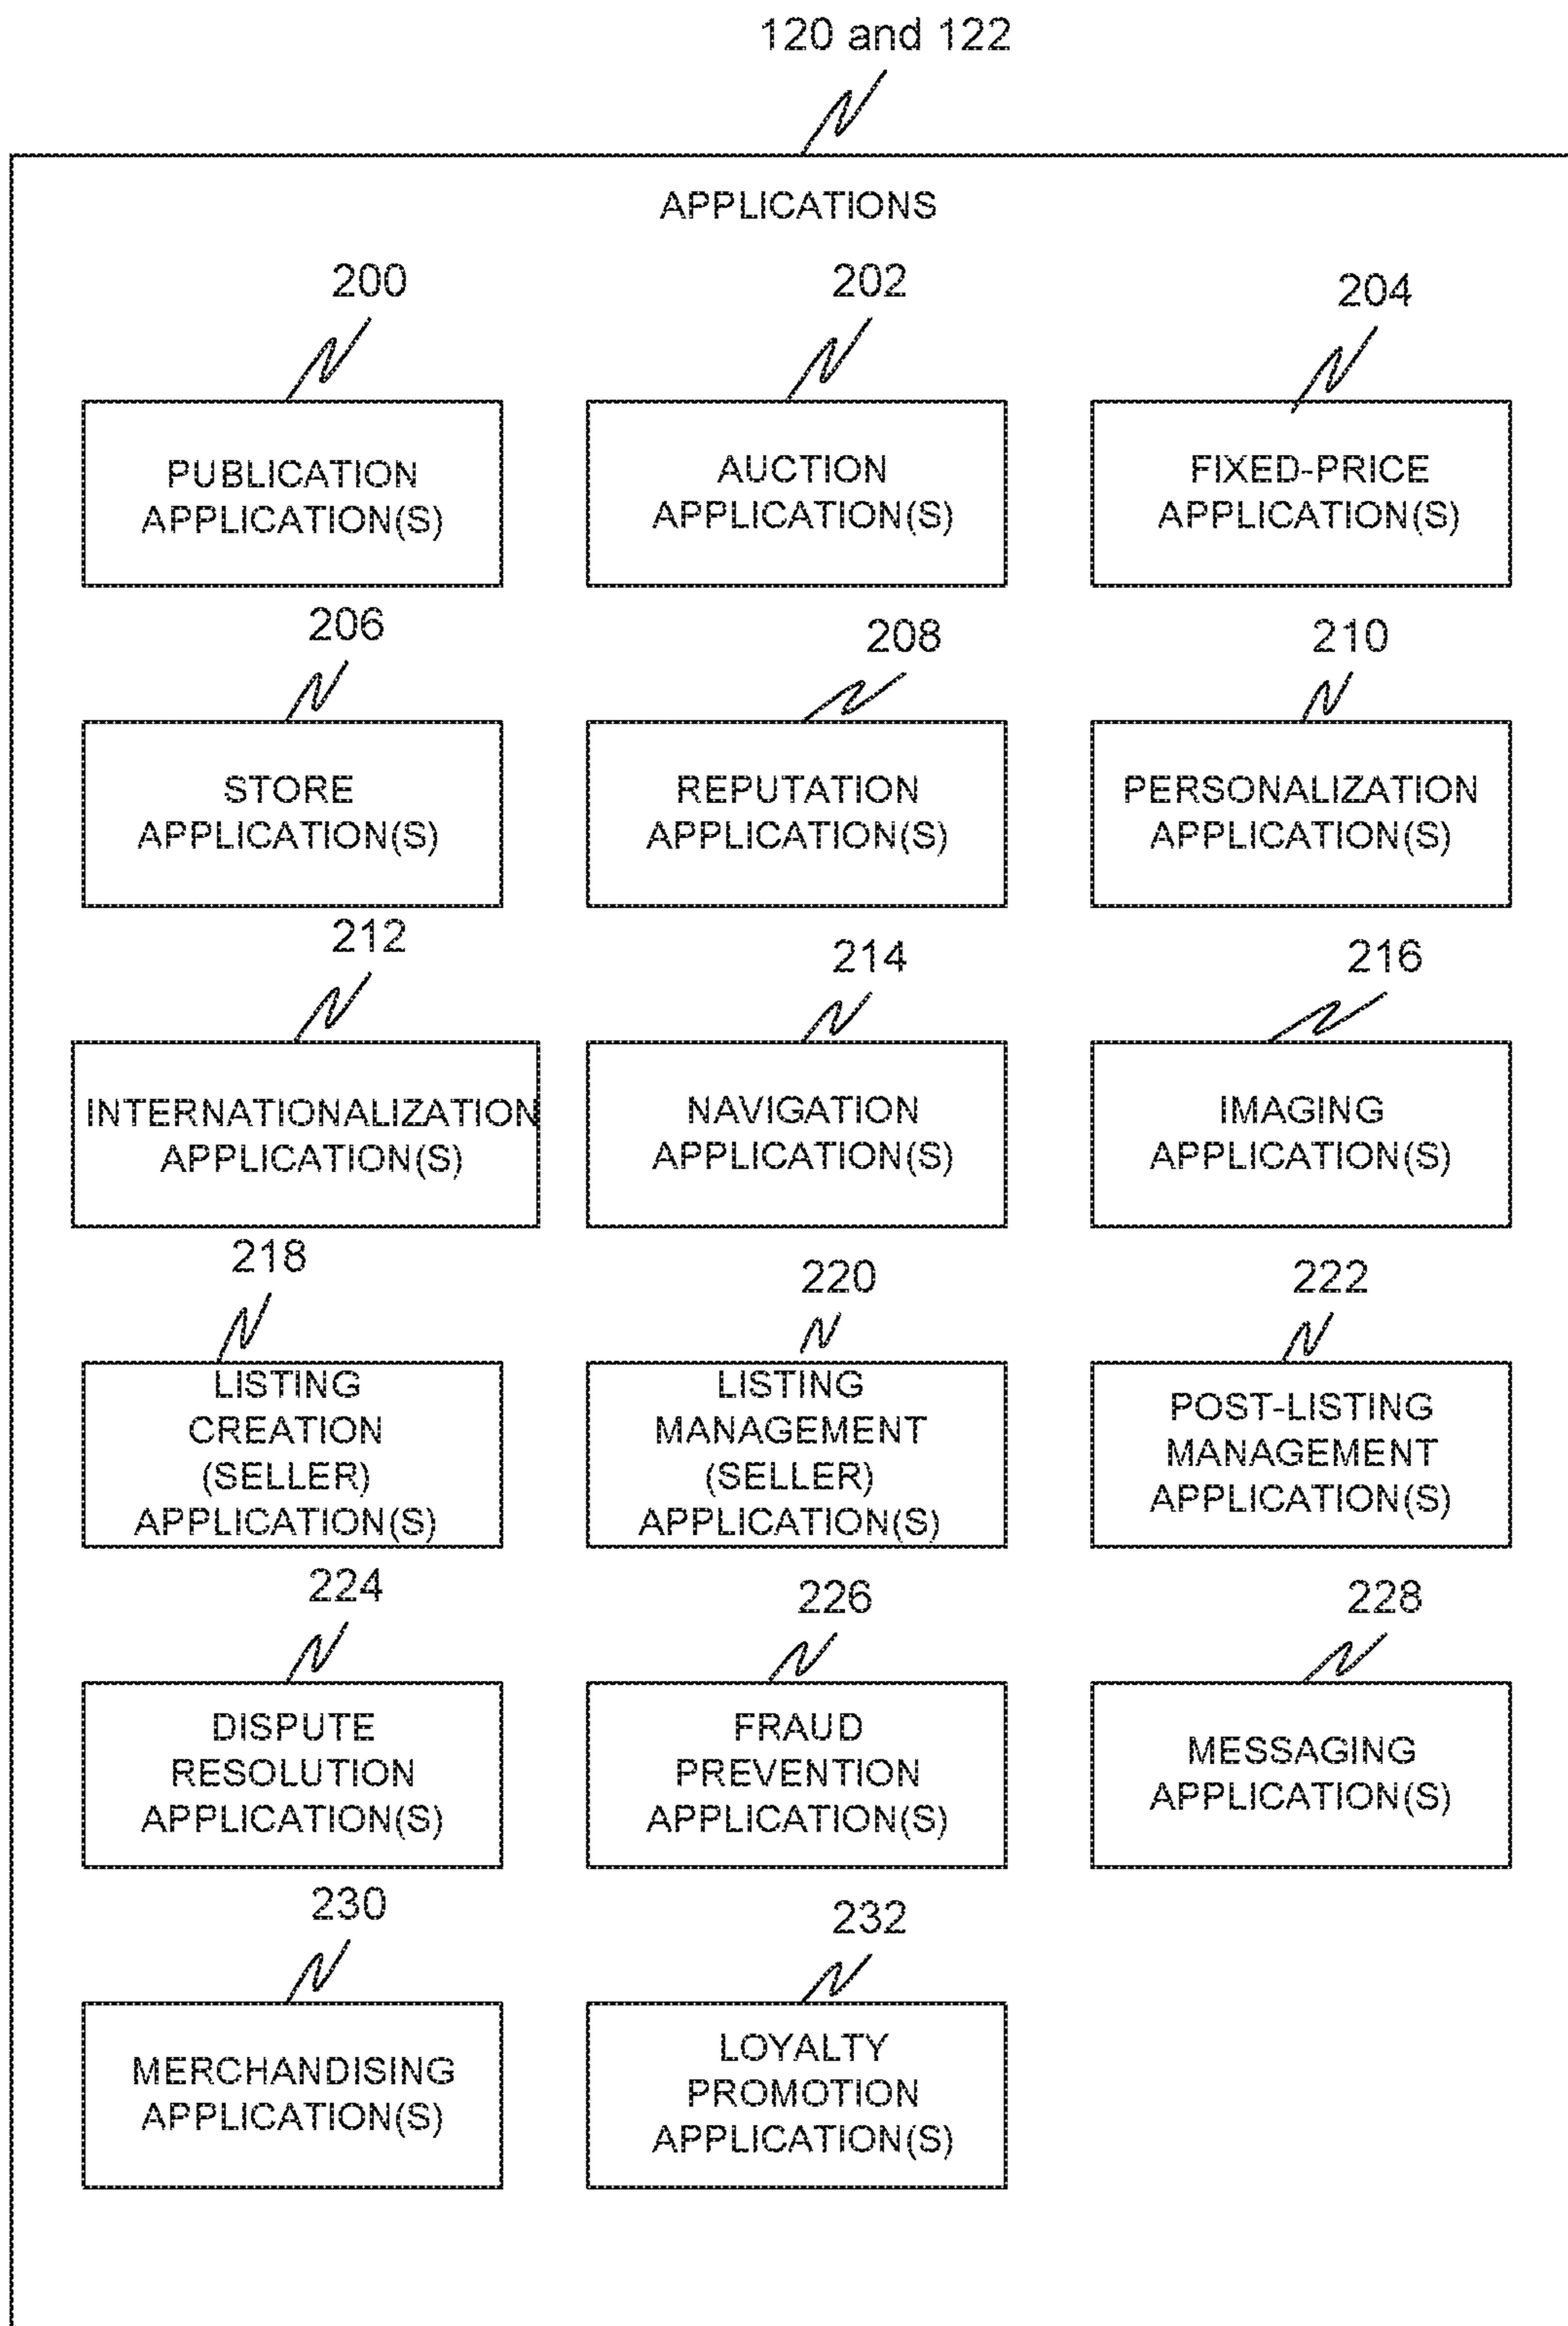 120 and 122
APPLICATIONS
200
202
204
PUBLICATION
APPLICATION(S)
AUCTION
APPLICATION(S)
FIXED-PRICE
APPLICATION(S)
206
208
210
STORE
APPLICATION(S)
REPUTATION
APPLICATION(S)
PERSONALIZATION
APPLICATION(S)
212
214
216
INTERNATIONALIZATION
APPLICATION(S)
NAVIGATION
APPLICATION(S)
IMAGING
APPLICATION(S)
218
220
222
LISTING
CREATION
(SELLER)
APPLICATION(S)
LISTING
MANAGEMENT
(SELLER)
APPLICATION(S)
POST-LISTING
MANAGEMENT
APPLICATION(S)
224
226
228
DISPUTE
RESOLUTION
APPLICATION(S)
FRAUD
PREVENTION
APPLICATION(S)
MESSAGING
APPLICATION(S)
230
232
MERCHANDISING
APPLICATION(S)
LOYALTY
PROMOTION
APPLICATION(S)